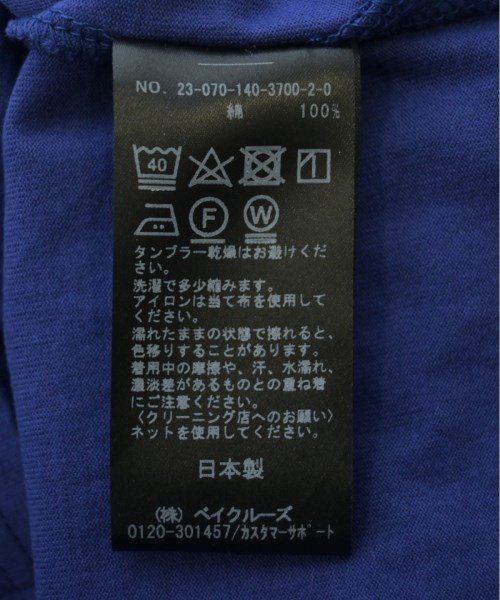 NO. 23-070-140-3700-2-0
綿 100%
40
F W
タンブラー乾燥はお避けくだ
さい。
洗濯で多少縮みます。
アイロンは当て布を使用して
ください。
濡れたままの状態で擦れると、
色移りすることがあります。
着用中の摩擦や、汗、水濡れ、
濃淡差があるものとの重ね着
にご注意ください。
〈クリーニング店へのお願い〉
ネットを使用してください。
日本製
(株) ベイクルーズ
0120-301457/カスタマーサポート